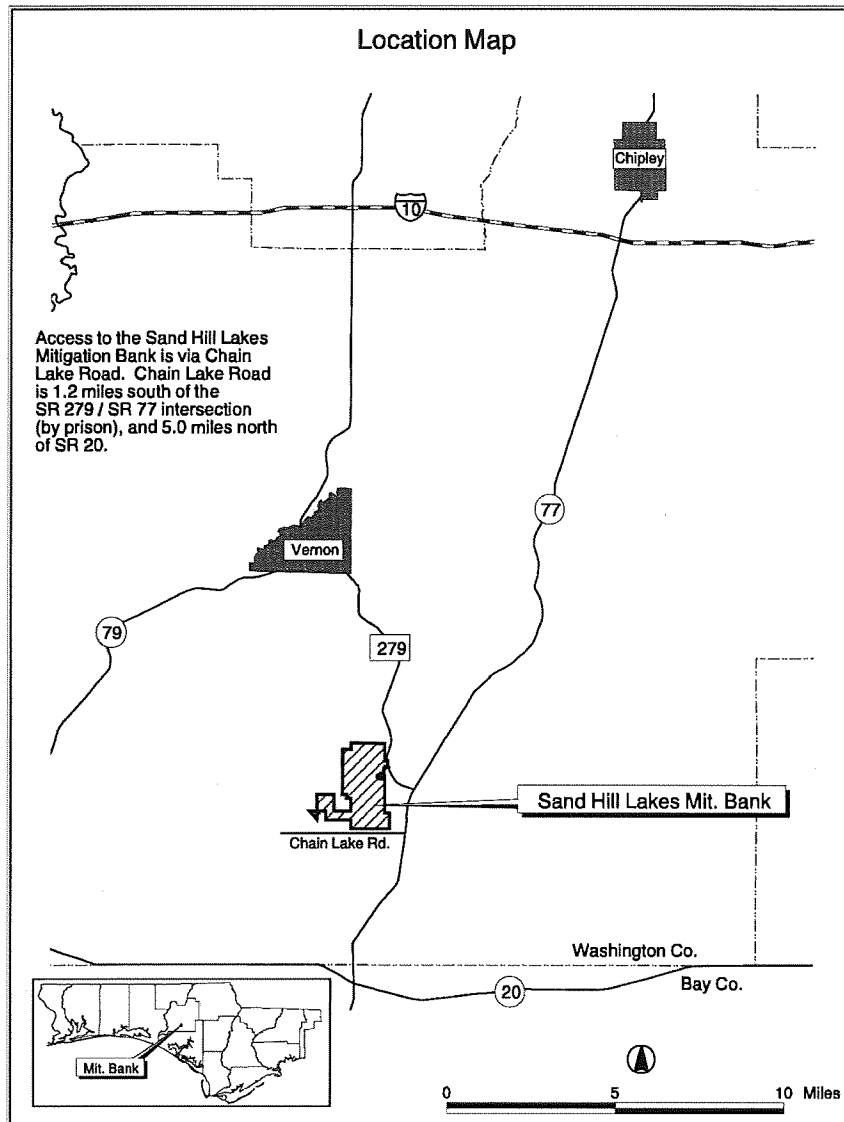 Location Map
Chipley
10
Access to the Sand Hill Lakes
Mitigation Bank is via Chain
Lake Road. Chain Lake Road
is 1.2 miles south of the
SR 279 / SR 77 intersection
(by prison), and 5.0 miles north
of SR 20.
77
Vernon
79
279
Sand Hill Lakes Mit. Bank
Chain Lake Rd.
Washington Co.
Bay Co.
20
Mit. Bank
0 5 10 Miles